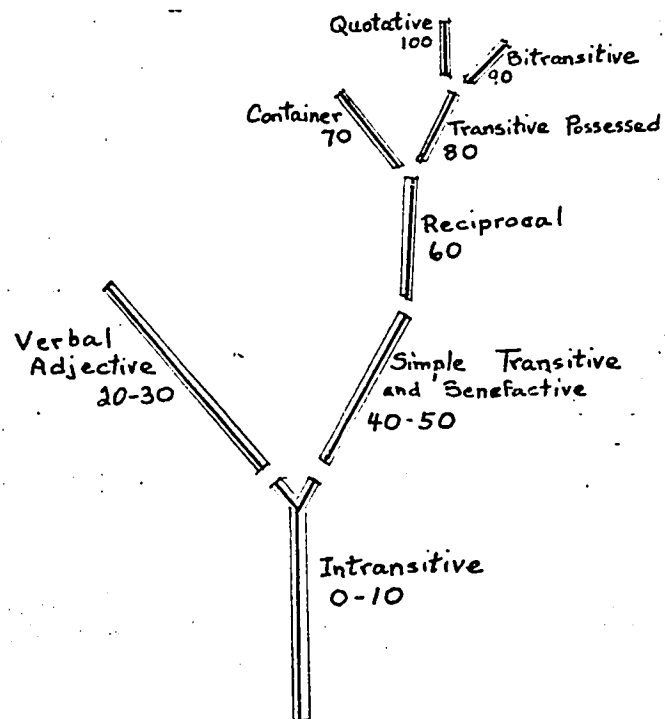 Quotative
100
Bitransitive
90
Container
70
Transitive Possessed
80
Reciprocal
60
Verbal
Adjective
20-30
Simple Transitive
and Benefactive
40-50
Intransitive
0-10